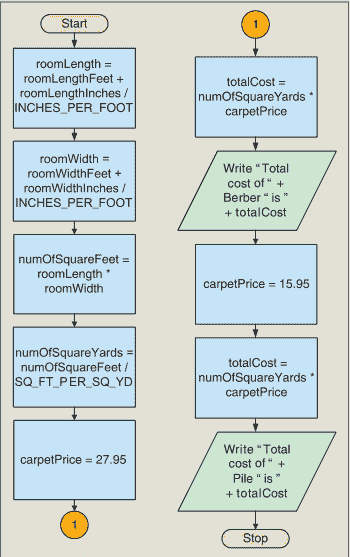 Start
roomLength =
roomLengthFeet +
roomLengthInches /
INCHES_PER_FOOT
roomWidth =
roomWidthFeet +
roomWidthInches /
INCHES_PER_FOOT
numOfSquareFeet =
roomLength *
roomWidth
numOfSquareYards =
numOfSquareFeet /
SQ_FT_PER_SQ_YD
carpetPrice = 27.95
1
1
totalCost =
numOfSquareYards *
carpetPrice
Write “ Total
cost of “ +
Berber “ is ”
+ totalCost
carpetPrice = 15.95
totalCost =
numOfSquareYards *
carpetPrice
Write “ Total
cost of “ +
Pile “ is ”
+ totalCost
Stop